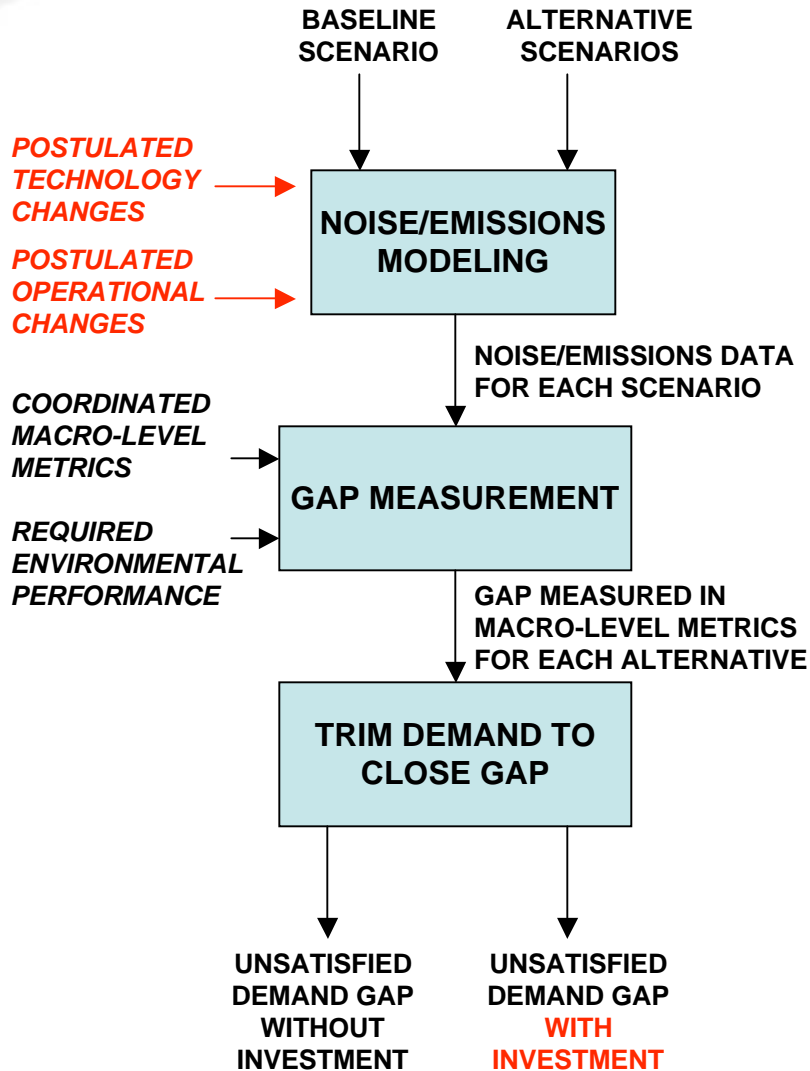 BASELINE
SCENARIO
ALTERNATIVE
SCENARIOS
POSTULATED
TECHNOLOGY
CHANGES
NOISE/EMISSIONS
MODELING
POSTULATED
OPERATIONAL
CHANGES
NOISE/EMISSIONS DATA
FOR EACH SCENARIO
COORDINATED
MACRO-LEVEL
METRICS
GAP MEASUREMENT
REQUIRED
ENVIRONMENTAL
PERFORMANCE
GAP MEASURED IN
MACRO-LEVEL METRICS
FOR EACH ALTERNATIVE
TRIM DEMAND TO
CLOSE GAP
UNSATISFIED
DEMAND GAP
WITHOUT
INVESTMENT
UNSATISFIED
DEMAND GAP
WITH
INVESTMENT